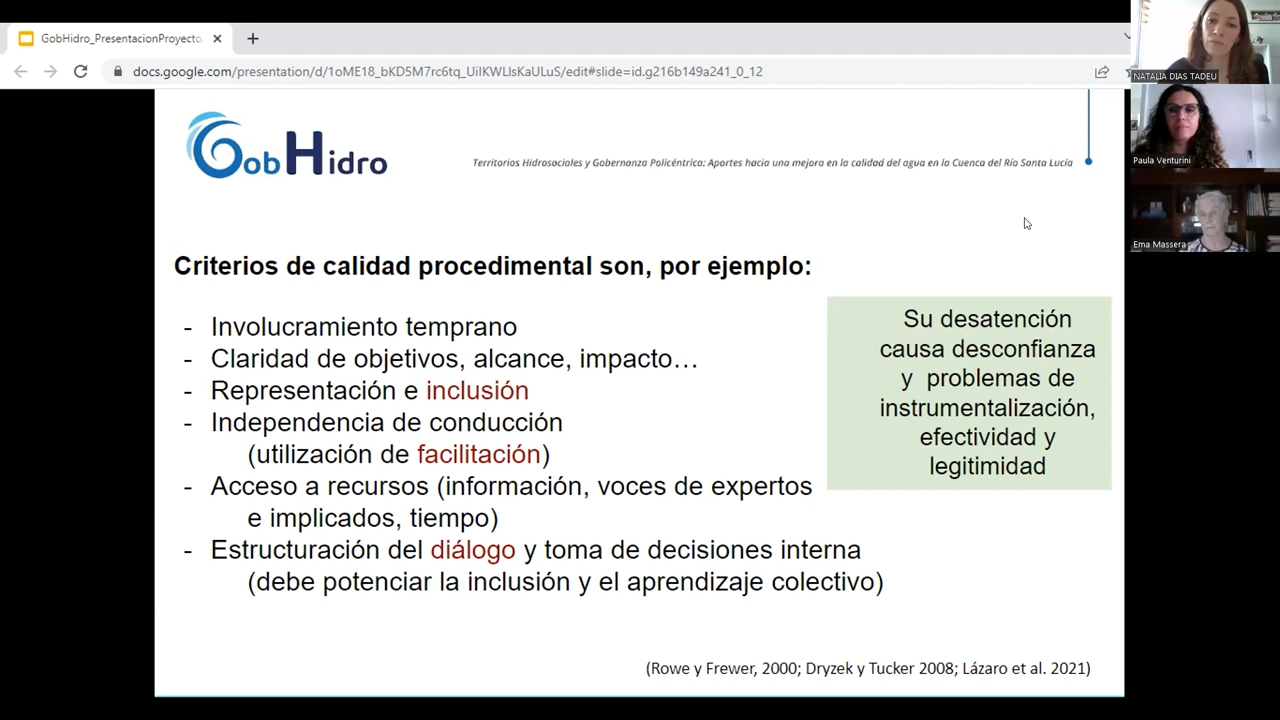 GobHidro_PresentacionProyecto
docs.google.com/presentation/d/1oME18_bKD5M7rc6tq_UiIKWLlsKaULuS/edit#slide=id.g216b149a241_0_12
NATALIA DIAS TADEU
Paula Venturini
Ema Massera
GobHidro
Territorios Hidrosociales y Gobernanza Policéntrica: Aportes hacia una mejora en la calidad del agua en la Cuenca del Río Santa Lucía
Criterios de calidad procedimental son, por ejemplo:
- Involucramiento temprano
- Claridad de objetivos, alcance, impacto…
- Representación e inclusión
- Independencia de conducción
(utilización de facilitación)
- Acceso a recursos (información, voces de expertos
e implicados, tiempo)
- Estructuración del diálogo y toma de decisiones interna
(debe potenciar la inclusión y el aprendizaje colectivo)
Su desatención
causa desconfianza
y problemas de
instrumentalización,
efectividad y
legitimidad
(Rowe y Frewer, 2000; Dryzek y Tucker 2008; Lázaro et al. 2021)